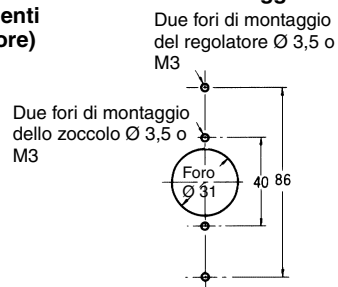 enti
ore)
Due fori di montaggio
del regolatore Ø 3,5 o
M3
Due fori di montaggio
dello zoccolo Ø 3,5 o
M3
Foro
Ø 31
40 86